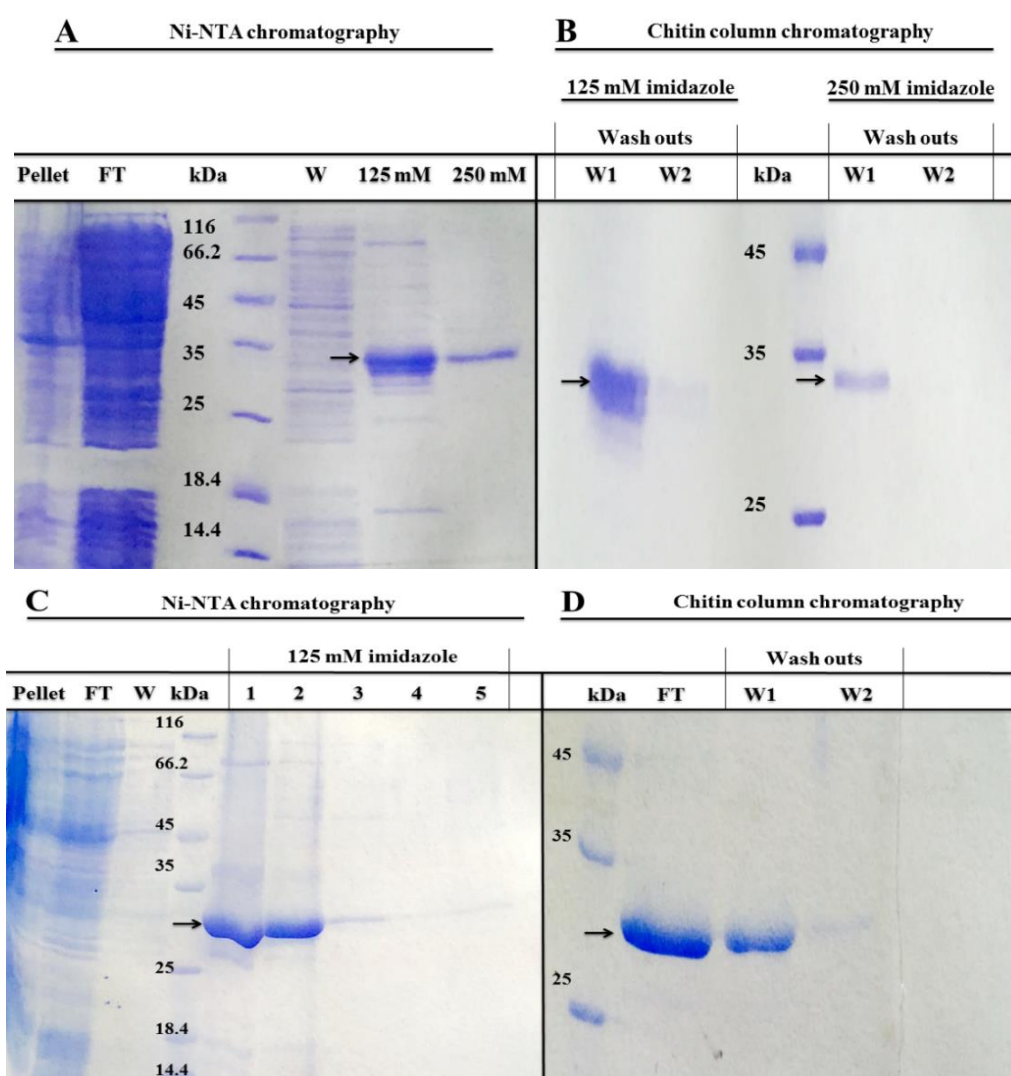 A Ni-NTA chromatography
B Chitin column chromatography
125 mM imidazole 250 mM imidazole
Wash outs Wash outs
Pellet FT kDa W 125 mM 250 mM
W1 W2 kDa W1 W2
116
66.2
45
35
25
18.4
14.4
45
35
25
C Ni-NTA chromatography
D Chitin column chromatography
125 mM imidazole
Wash outs
Pellet FT W kDa 1 2 3 4 5
kDa FT W1 W2
116
66.2
45
35
25
18.4
14.4
45
35
25